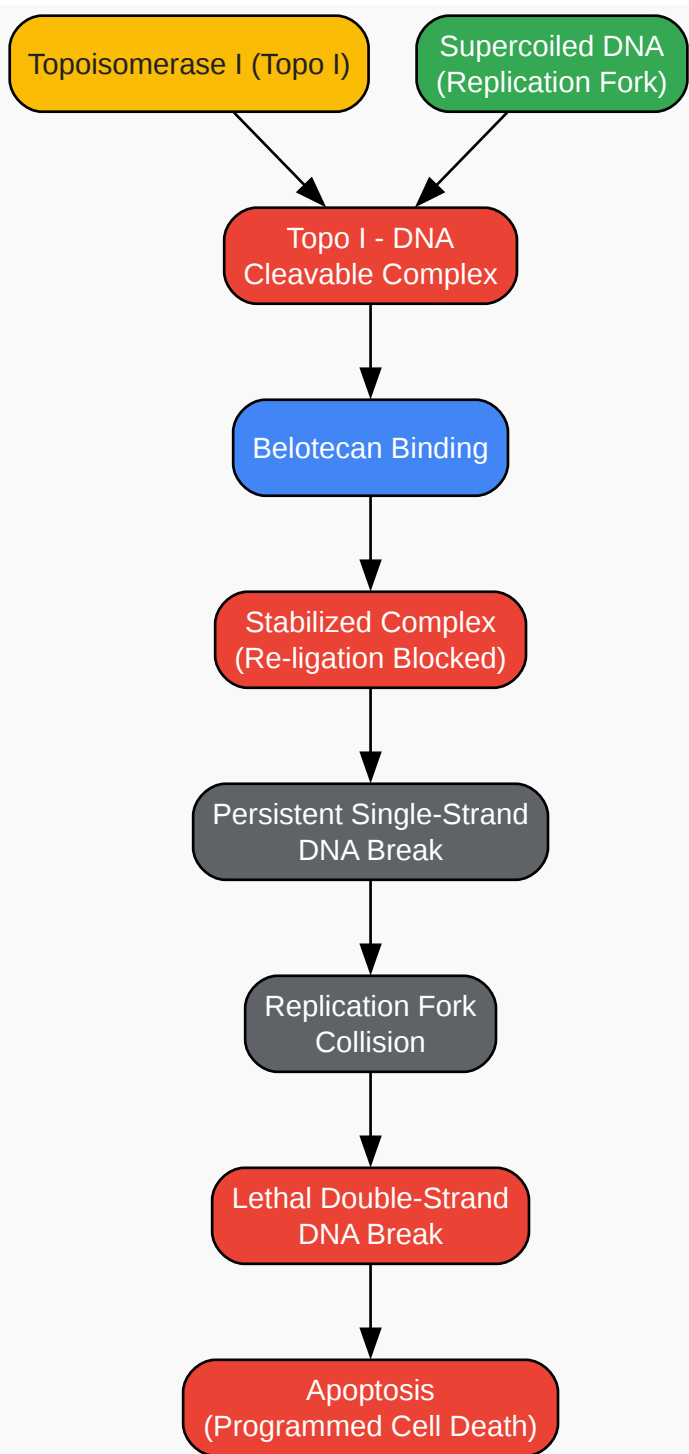 Topoisomerase I (Topo I)
Supercoiled DNA
(Replication Fork)
Topo I - DNA
Cleavable Complex
Belotecan Binding
Stabilized Complex
(Re-ligation Blocked)
Persistent Single-Strand
DNA Break
Replication Fork
Collision
Lethal Double-Strand
DNA Break
Apoptosis
(Programmed Cell Death)